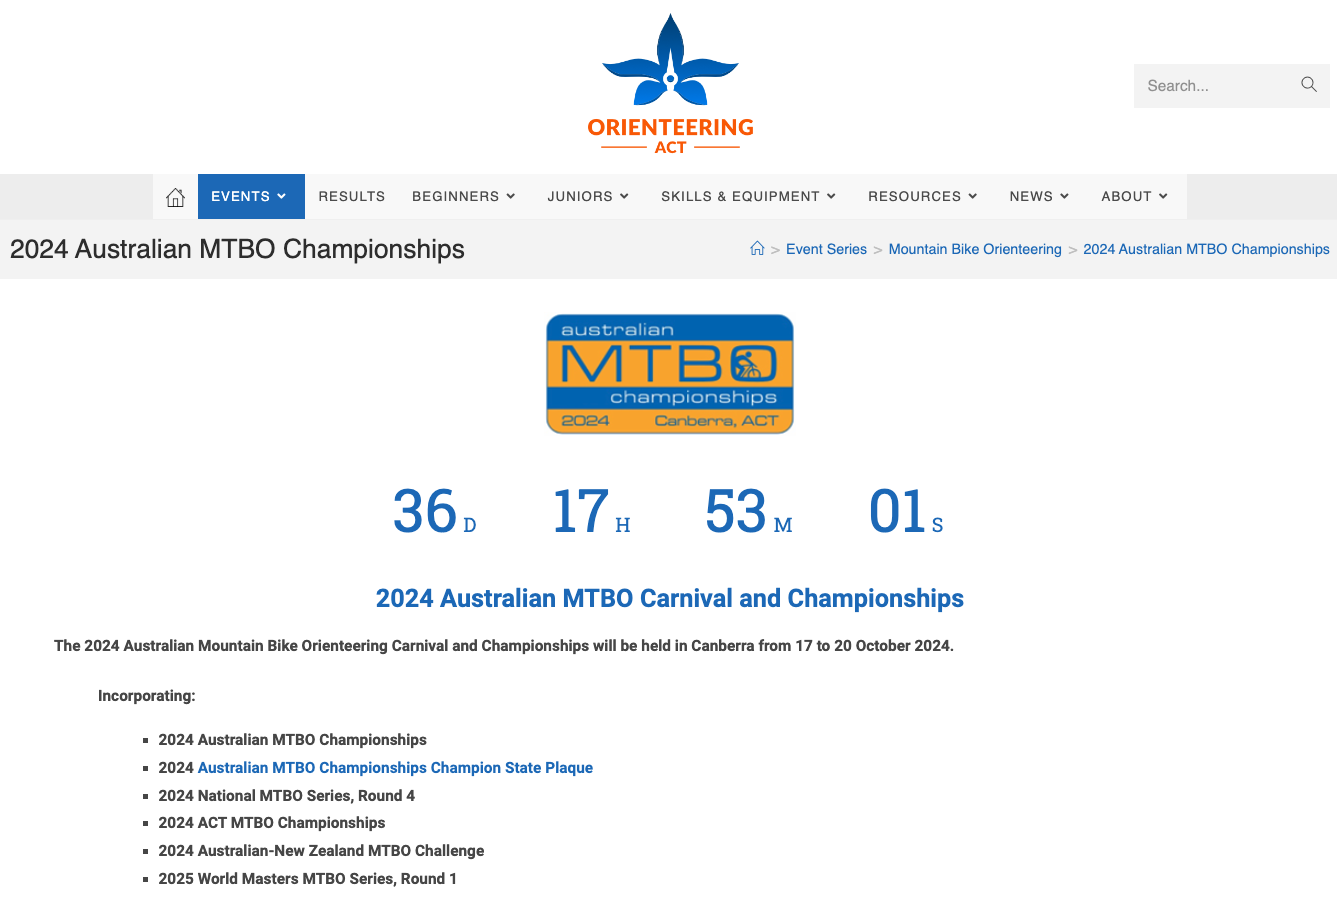 ORIENTEERING
ACT
Search...
EVENTS RESULTS BEGINNERS JUNIORS SKILLS & EQUIPMENT RESOURCES NEWS ABOUT
2024 Australian MTBO Championships
> Event Series > Mountain Bike Orienteering > 2024 Australian MTBO Championships
australian
MTBO
championships
2024 Canberra, ACT
36 D 17 H 53 M 01 S
2024 Australian MTBO Carnival and Championships
The 2024 Australian Mountain Bike Orienteering Carnival and Championships will be held in Canberra from 17 to 20 October 2024.
Incorporating:
▪ 2024 Australian MTBO Championships
▪ 2024 Australian MTBO Championships Champion State Plaque
▪ 2024 National MTBO Series, Round 4
▪ 2024 ACT MTBO Championships
▪ 2024 Australian-New Zealand MTBO Challenge
▪ 2025 World Masters MTBO Series, Round 1